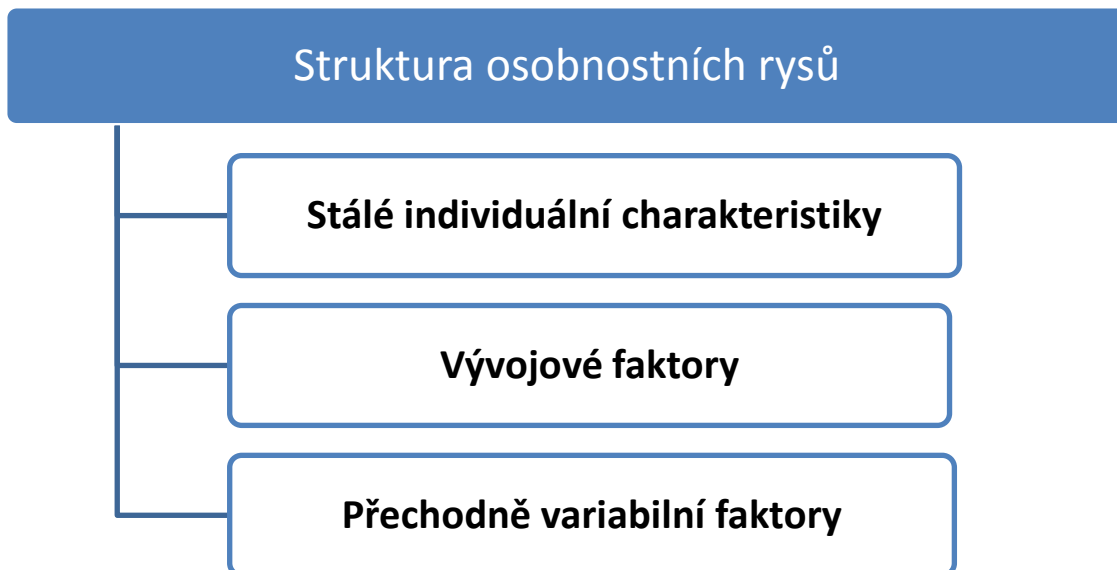 Struktura osobnostních rysů
Stálé individuální charakteristiky
Vývojové faktory
Přechodně variabilní faktory